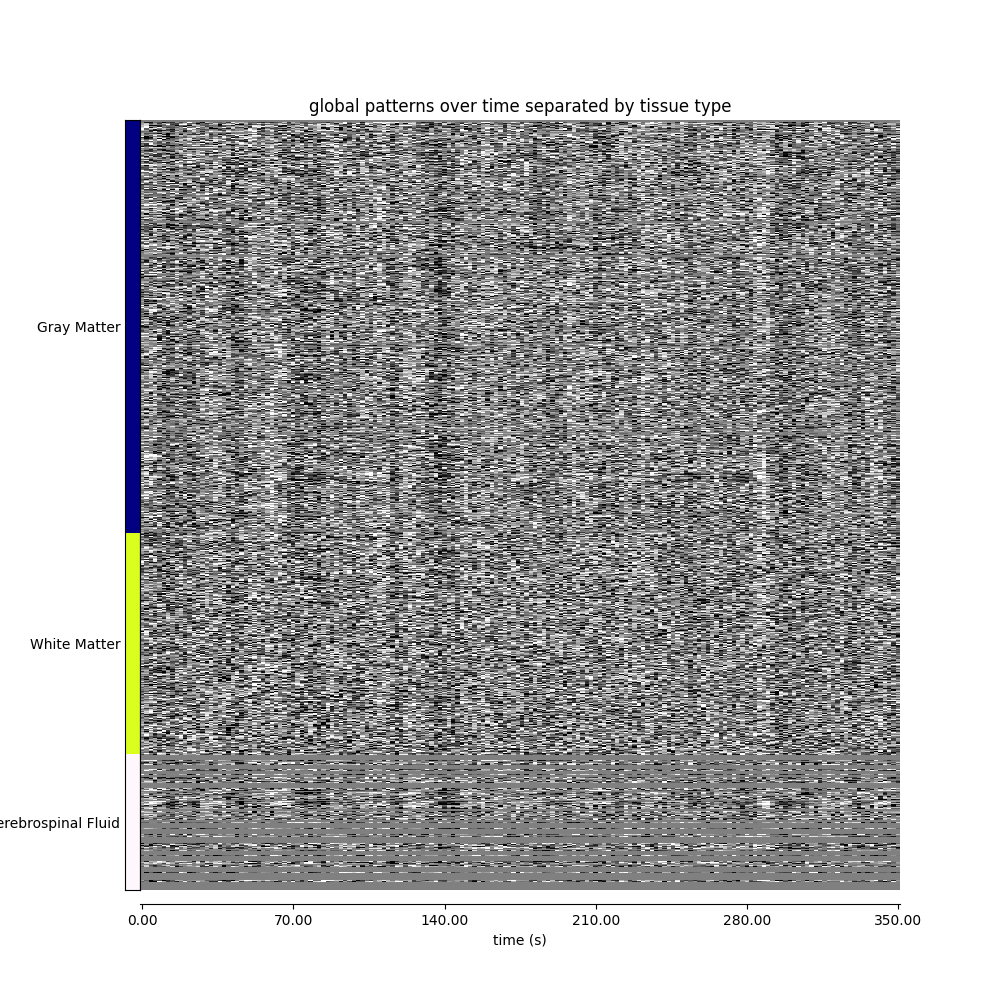 global patterns over time separated by tissue type
Gray Matter
White Matter
erebrospinal Fluid
0.00 70.00 140.00 210.00 280.00 350.00
time (s)